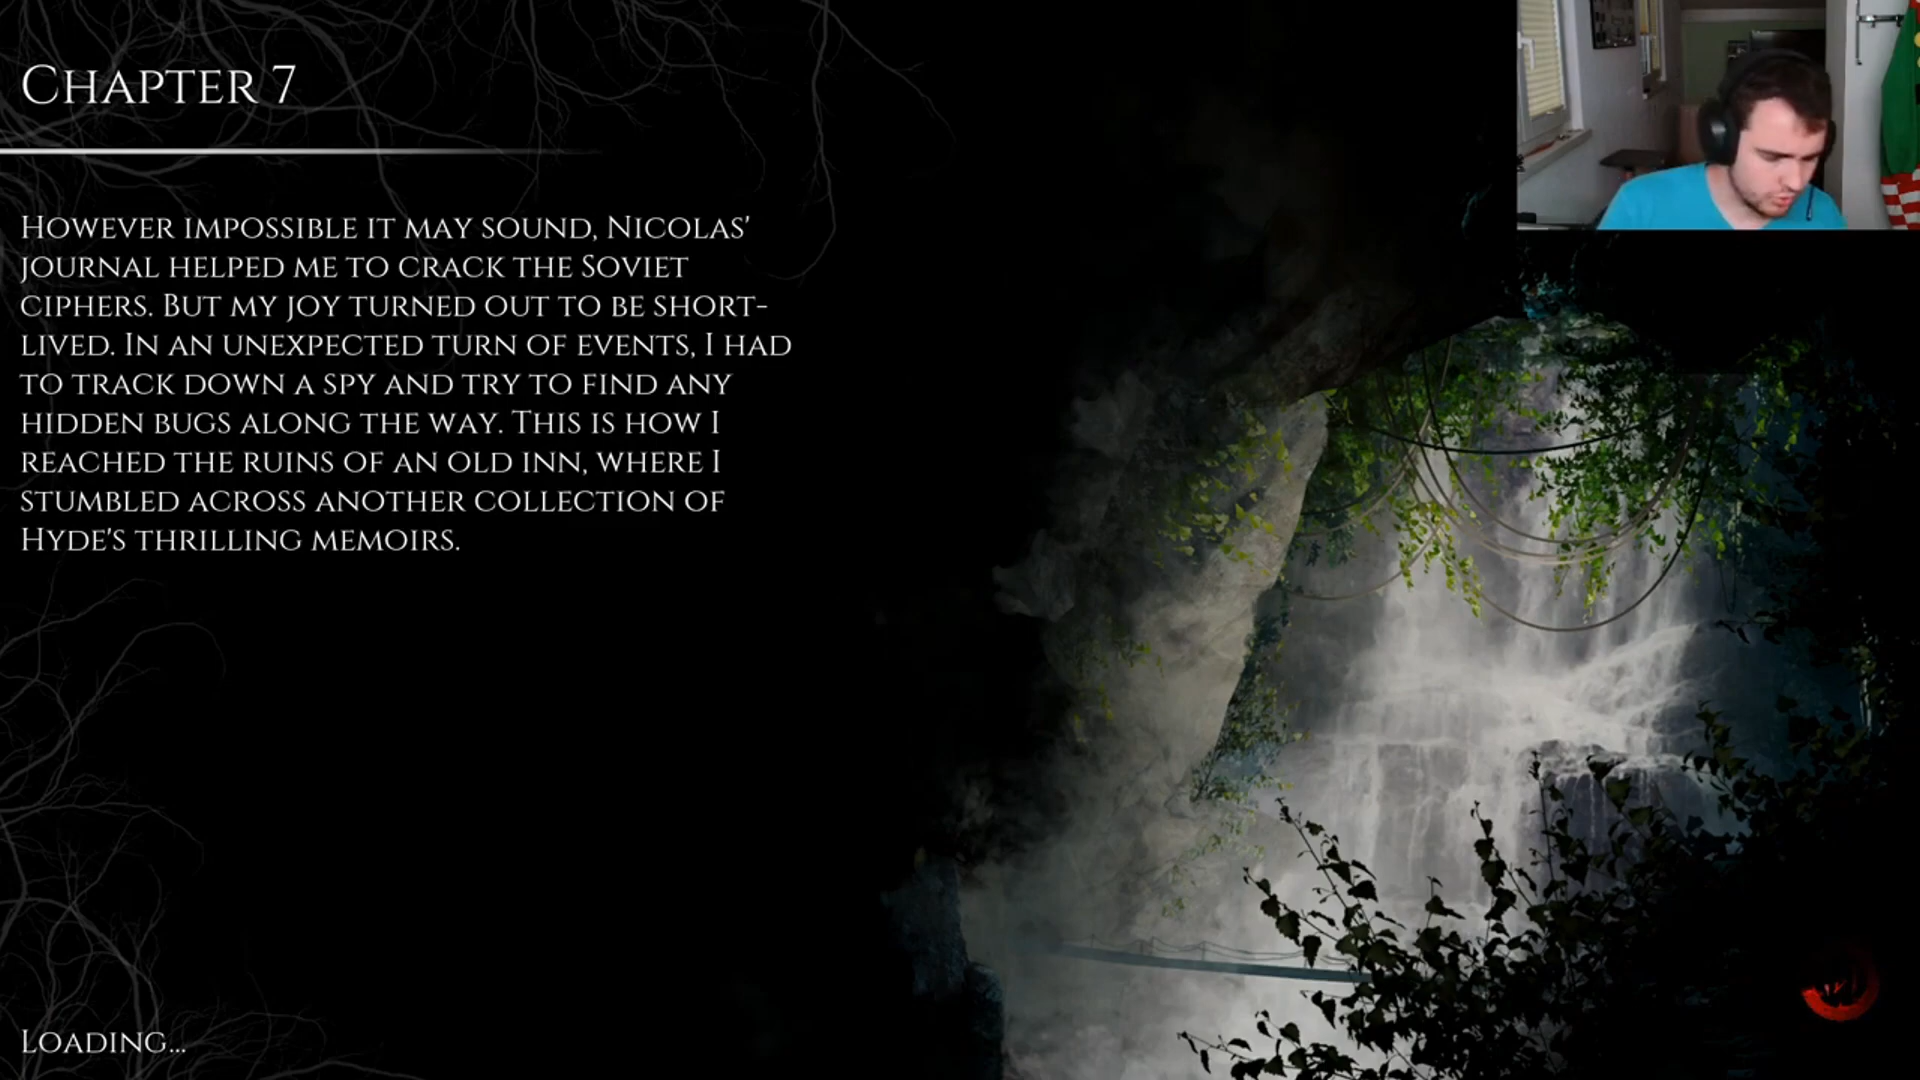 Chapter 7
However impossible it may sound, Nicolas'
journal helped me to crack the Soviet
ciphers. But my joy turned out to be short-
lived. In an unexpected turn of events, I had
to track down a spy and try to find any
hidden bugs along the way. This is how I
reached the ruins of an old inn, where I
stumbled across another collection of
Hyde's thrilling memoirs.
Loading...